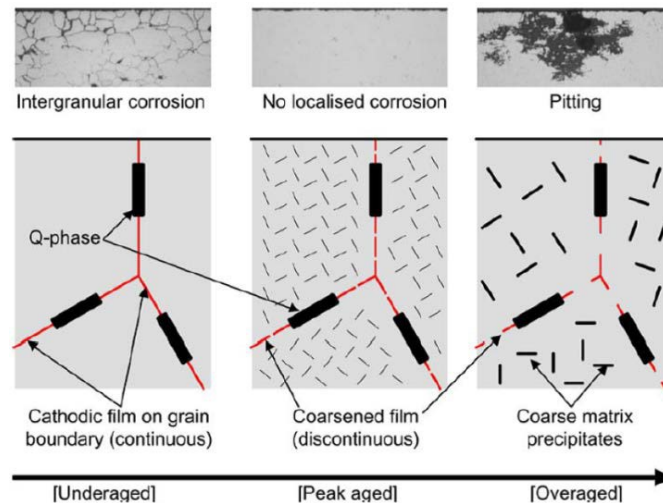 Intergranular corrosion
No localised corrosion
Pitting
Q-phase
Cathodic film on grain
boundary (continuous)
Coarsened film
(discontinuous)
Coarse matrix
precipitates
[Underaged]
[Peak aged]
[Overaged]